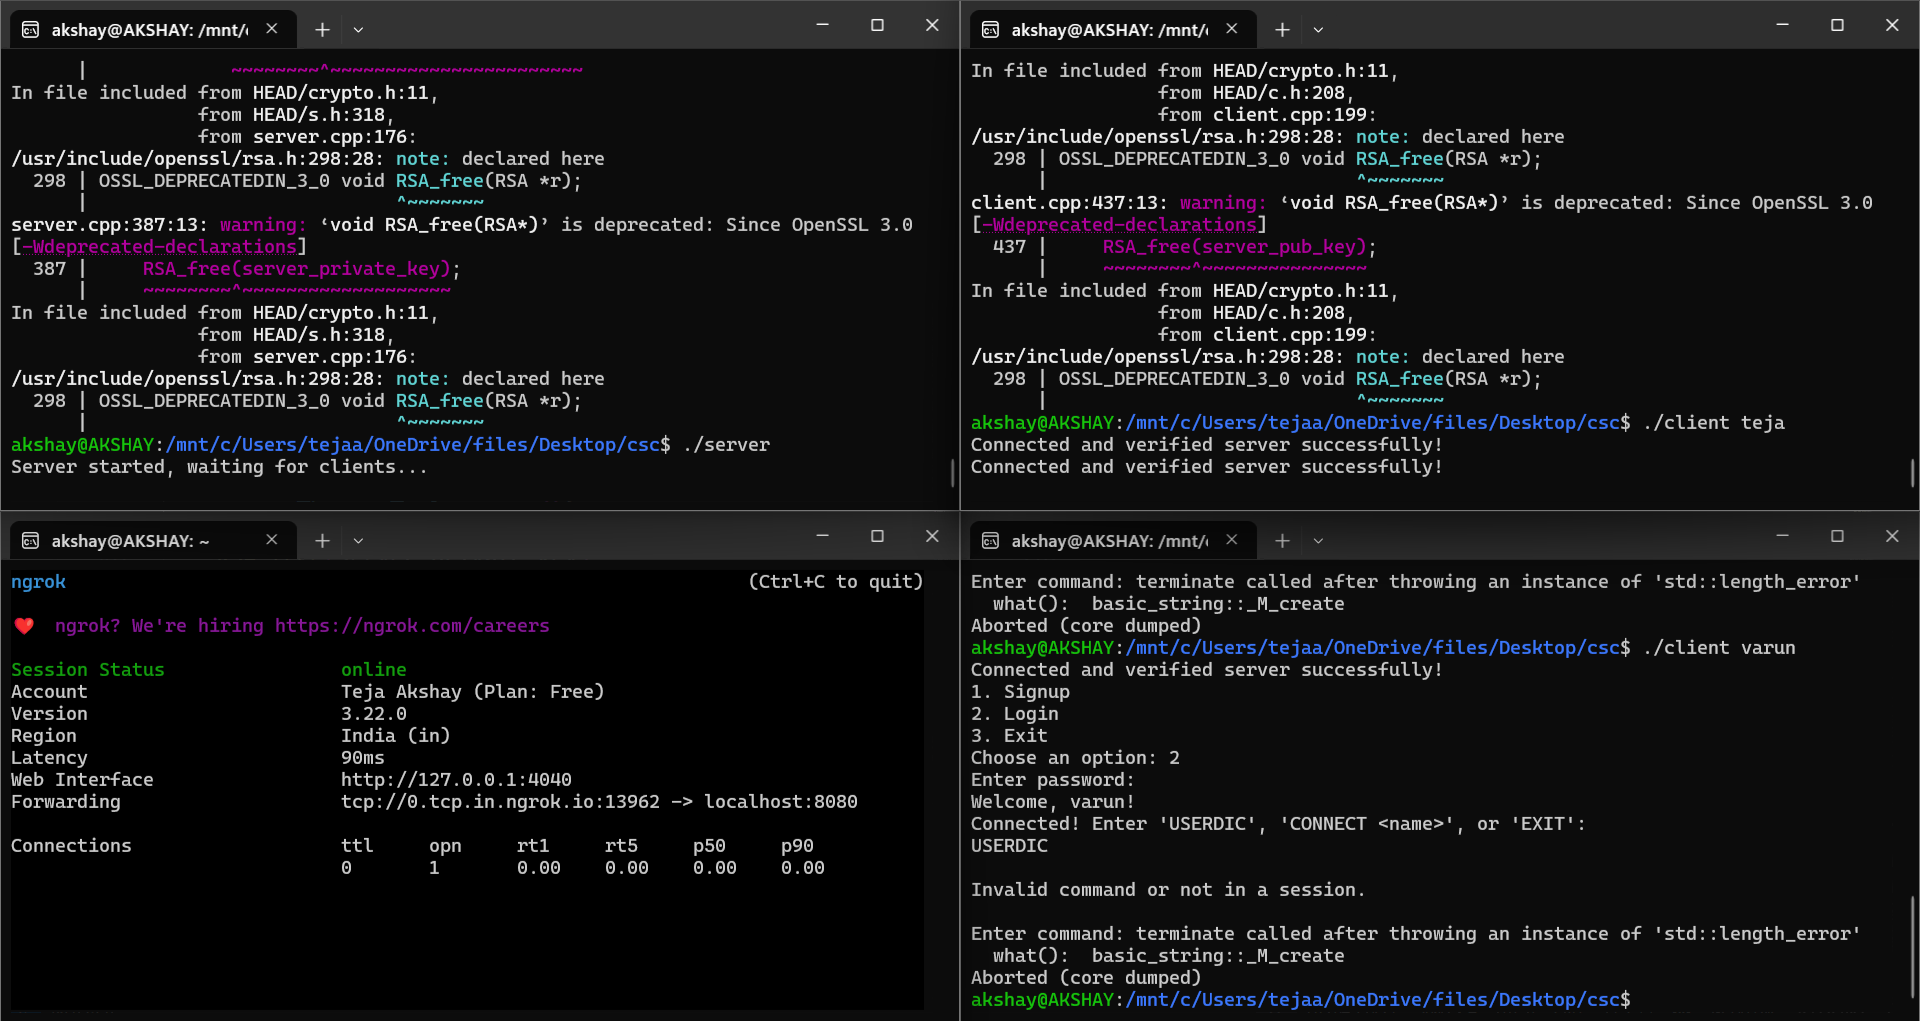 akshay@AKSHAY: /mnt/c
|             ~~~~~~~~^~~~~~~~~~~~~~~~~~~~~~~~
In file included from HEAD/crypto.h:11,
                 from HEAD/s.h:318,
                 from server.cpp:176:
/usr/include/openssl/rsa.h:298:28: note: declared here
  298 | OSSL_DEPRECATEDIN_3_0 void RSA_free(RSA *r);
      |                            ^~~~~~~~
server.cpp:387:13: warning: ‘void RSA_free(RSA*)’ is deprecated: Since OpenSSL 3.0
[-Wdeprecated-declarations]
  387 |     RSA_free(server_private_key);
      |     ~~~~~~~~^~~~~~~~~~~~~~~~~~~~
In file included from HEAD/crypto.h:11,
                 from HEAD/s.h:318,
                 from server.cpp:176:
/usr/include/openssl/rsa.h:298:28: note: declared here
  298 | OSSL_DEPRECATEDIN_3_0 void RSA_free(RSA *r);
      |                            ^~~~~~~~
akshay@AKSHAY:/mnt/c/Users/tejaa/OneDrive/files/Desktop/csc$ ./server
Server started, waiting for clients...
akshay@AKSHAY: /mnt/c
In file included from HEAD/crypto.h:11,
                 from HEAD/c.h:208,
                 from client.cpp:199:
/usr/include/openssl/rsa.h:298:28: note: declared here
  298 | OSSL_DEPRECATEDIN_3_0 void RSA_free(RSA *r);
      |                            ^~~~~~~~
client.cpp:437:13: warning: ‘void RSA_free(RSA*)’ is deprecated: Since OpenSSL 3.0
[-Wdeprecated-declarations]
  437 |     RSA_free(server_pub_key);
      |     ~~~~~~~~^~~~~~~~~~~~~~~~
In file included from HEAD/crypto.h:11,
                 from HEAD/c.h:208,
                 from client.cpp:199:
/usr/include/openssl/rsa.h:298:28: note: declared here
  298 | OSSL_DEPRECATEDIN_3_0 void RSA_free(RSA *r);
      |                            ^~~~~~~~
akshay@AKSHAY:/mnt/c/Users/tejaa/OneDrive/files/Desktop/csc$ ./client teja
Connected and verified server successfully!
Connected and verified server successfully!
akshay@AKSHAY: ~
ngrok (Ctrl+C to quit)
❤️ ngrok? We're hiring https://ngrok.com/careers
Session Status online
Account Teja Akshay (Plan: Free)
Version 3.22.0
Region India (in)
Latency 90ms
Web Interface http://127.0.0.1:4040
Forwarding tcp://0.tcp.in.ngrok.io:13962 -> localhost:8080
Connections ttl opn rt1 rt5 p50 p90
0 1 0.00 0.00 0.00 0.00
akshay@AKSHAY: /mnt/c
Enter command: terminate called after throwing an instance of 'std::length_error'
  what():  basic_string::_M_create
Aborted (core dumped)
akshay@AKSHAY:/mnt/c/Users/tejaa/OneDrive/files/Desktop/csc$ ./client varun
Connected and verified server successfully!
1. Signup
2. Login
3. Exit
Choose an option: 2
Enter password:
Welcome, varun!
Connected! Enter 'USERDIC', 'CONNECT <name>', or 'EXIT':
USERDIC
Invalid command or not in a session.
Enter command: terminate called after throwing an instance of 'std::length_error'
  what():  basic_string::_M_create
Aborted (core dumped)
akshay@AKSHAY:/mnt/c/Users/tejaa/OneDrive/files/Desktop/csc$